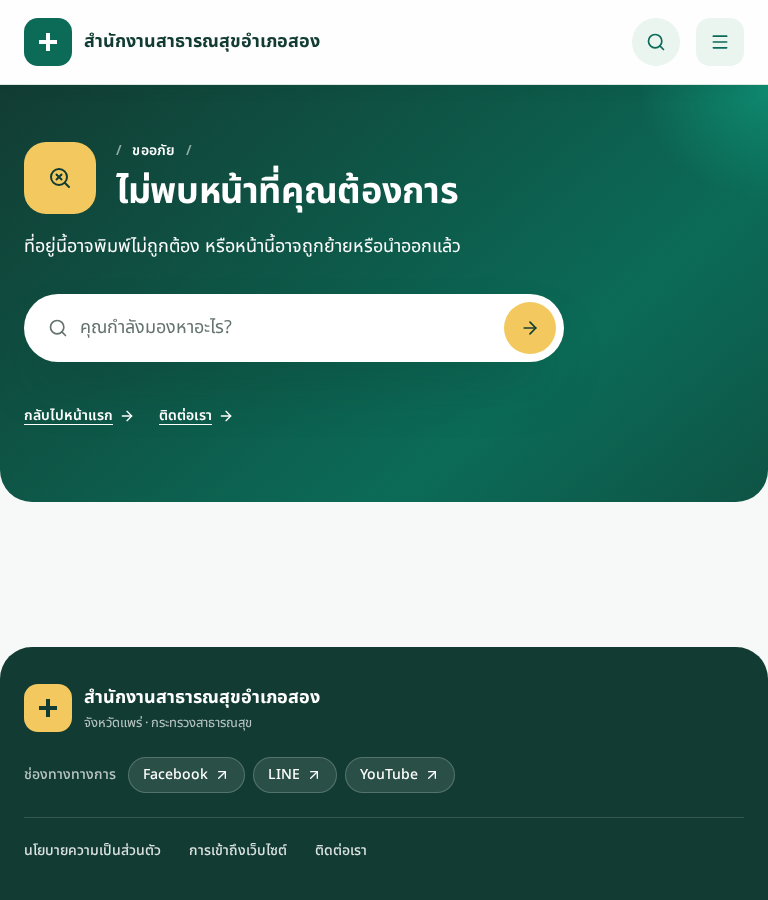 สำนักงานสาธารณสุขอำเภอสอง
/ ขออภัย /
ไม่พบหน้าที่คุณต้องการ
ที่อยู่นี้อาจพิมพ์ไม่ถูกต้อง หรือหน้านี้อาจถูกย้ายหรือนำออกแล้ว
คุณกำลังมองหาอะไร?
กลับไปหน้าแรก
ติดต่อเรา
สำนักงานสาธารณสุขอำเภอสอง
จังหวัดแพร่ · กระทรวงสาธารณสุข
ช่องทางทางการ Facebook LINE YouTube
นโยบายความเป็นส่วนตัว การเข้าถึงเว็บไซต์ ติดต่อเรา